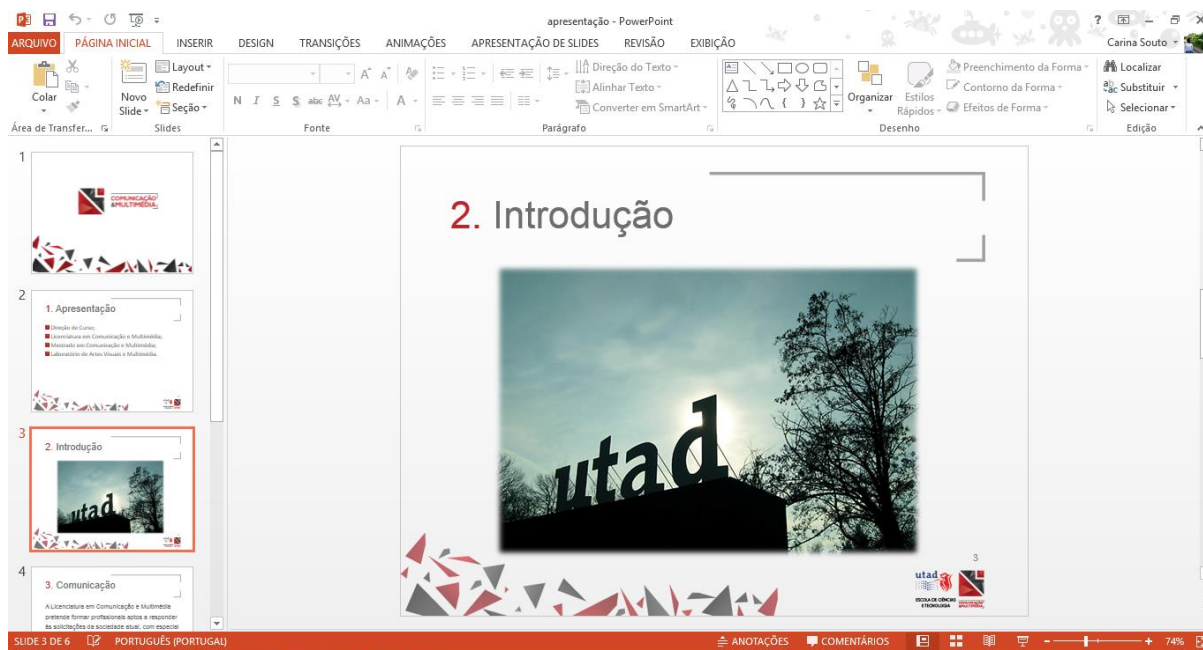 apresentação - PowerPoint
ARQUIVO PÁGINA INICIAL INSERIR DESIGN TRANSIÇÕES ANIMAÇÕES APRESENTAÇÃO DE SLIDES REVISÃO EXIBIÇÃO Carina Souto
Colar
Novo
Slide
Layout
Redefinir
Seção
N I S S abc AV Aa A
Direção do Texto
Alinhar Texto
Converter em SmartArt
Organizar
Estilos
Rápidos
Preenchimento da Forma
Contorno da Forma
Efeitos de Forma
Localizar
Substituir
Selecionar
Área de Transfer... Slides Fonte Parágrafo Desenho Edição
1
COMUNICAÇÃO
&MULTIMÉDIA
2
1. Apresentação
Direção de Curso;
Licenciatura em Comunicação e Multimédia;
Mestrado em Comunicação e Multimédia;
Laboratório de Artes Visuais e Multimédia.
3
2. Introdução
utad
4
3. Comunicação
A Licenciatura em Comunicação e Multimédia
pretende formar profissionais aptos a responder
às solicitações da sociedade atual, com especial
2. Introdução
utad
3
utad
ESCOLA DE CIÊNCIAS
E TECNOLOGIA
SLIDE 3 DE 6 PORTUGUÊS (PORTUGAL) ANOTAÇÕES COMENTÁRIOS 74%